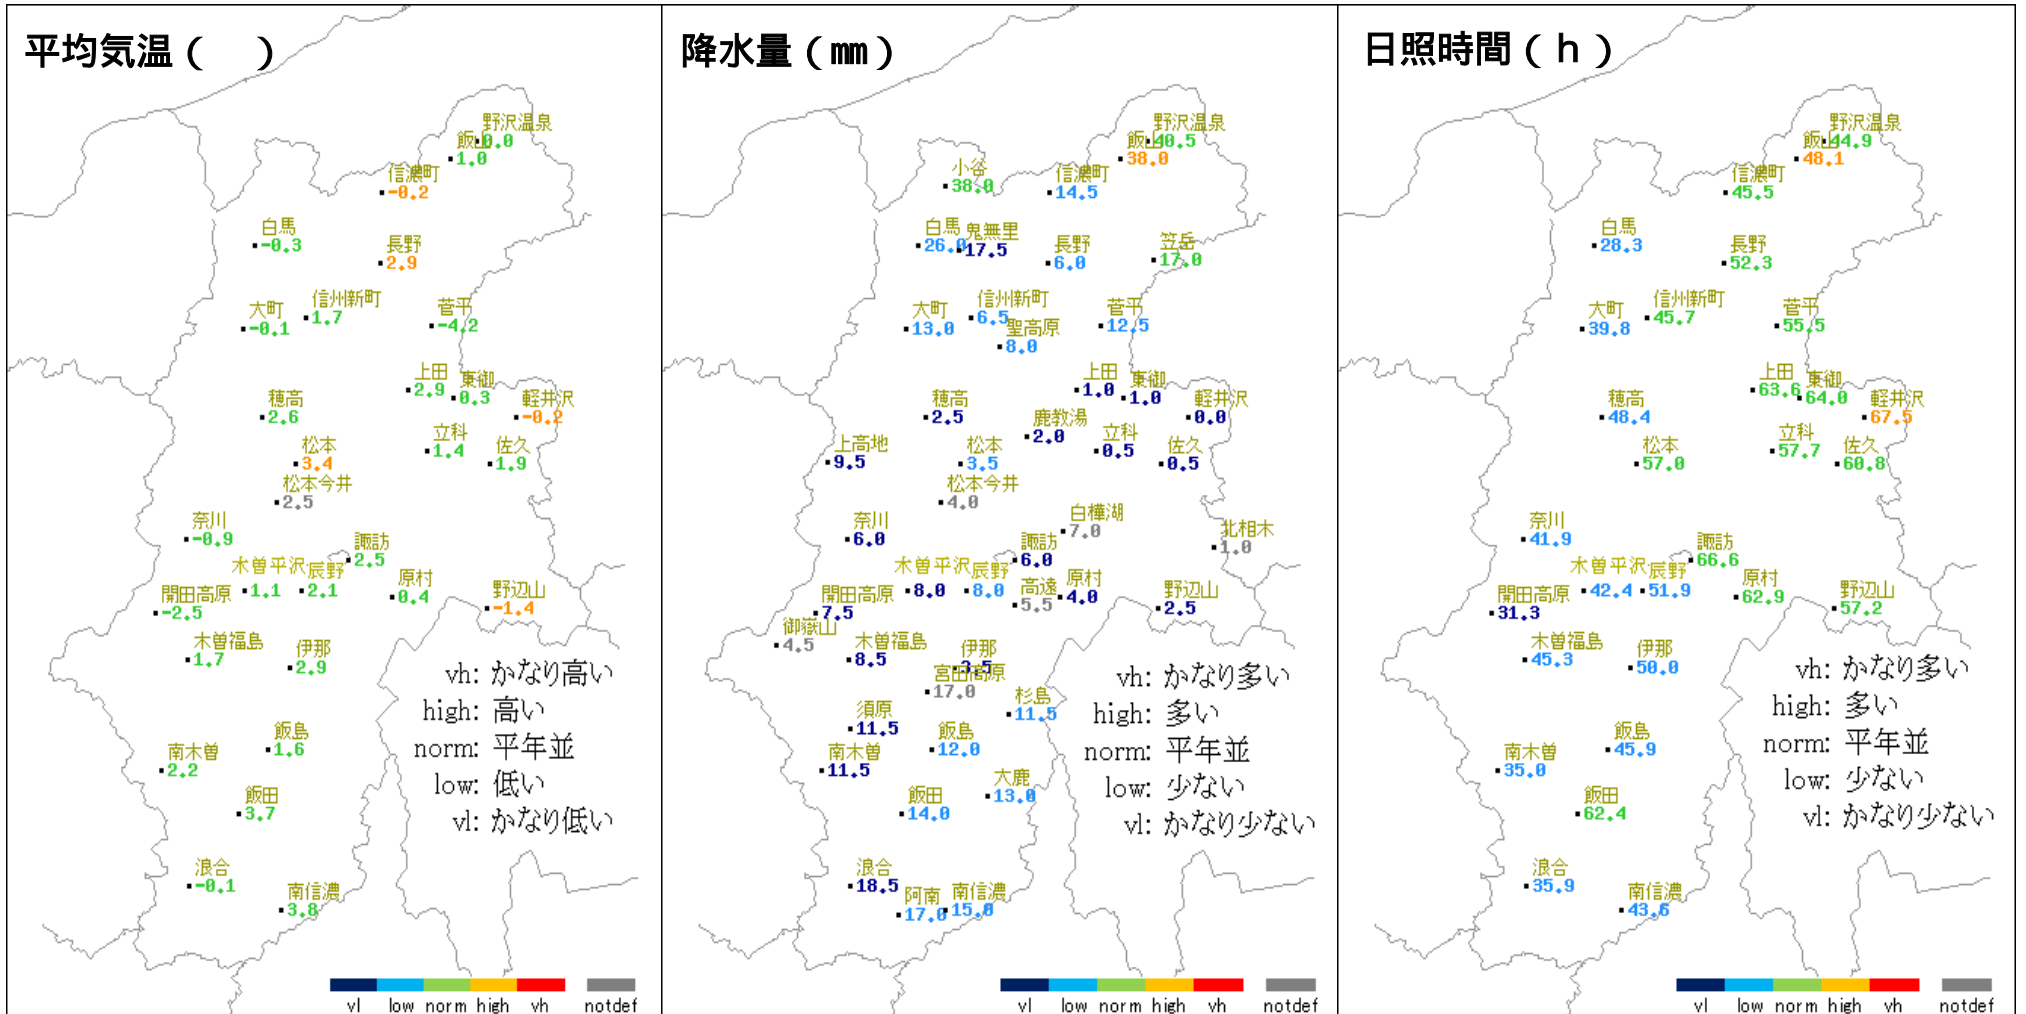 平均気温（　）
野沢温泉
0.0
飯山
1.0
信濃町
-0.2
白馬
-0.3
長野
2.9
信州新町
1.7
大町
-0.1
菅平
-4.2
上田
2.9
東御
0.3
穂高
2.6
軽井沢
-0.2
松本
3.4
立科
1.4
佐久
1.9
松本今井
2.5
奈川
-0.9
諏訪
2.5
木曽平沢
1.1
辰野
2.1
原村
0.4
開田高原
-2.5
野辺山
-1.4
木曽福島
1.7
伊那
2.9
飯島
1.6
南木曽
2.2
飯田
3.7
浪合
-0.1
南信濃
3.8
vh: かなり高い
high: 高い
norm: 平年並
low: 低い
vl: かなり低い
vl low norm high vh notdef
降水量（mm）
野沢温泉
40.5
飯山
38.0
小谷
38.0
信濃町
14.5
白馬
26.0
鬼無里
17.5
長野
6.0
笠岳
17.0
大町
13.0
信州新町
6.5
菅平
12.5
聖高原
8.0
上田
1.0
東御
1.0
穂高
2.5
軽井沢
0.0
鹿教湯
2.0
上高地
9.5
松本
3.5
立科
0.5
佐久
0.5
松本今井
4.0
奈川
6.0
白樺湖
7.0
北相木
1.0
諏訪
6.0
木曽平沢
8.0
辰野
8.0
高遠
5.5
原村
4.0
開田高原
7.5
野辺山
2.5
御嶽山
4.5
木曽福島
8.5
伊那
3.5
宮田高原
17.0
杉島
11.5
須原
11.5
飯島
12.0
南木曽
11.5
大鹿
13.0
飯田
14.0
浪合
18.5
阿南
17.0
南信濃
15.0
vh: かなり多い
high: 多い
norm: 平年並
low: 少ない
vl: かなり少ない
vl low norm high vh notdef
日照時間（ｈ）
野沢温泉
44.9
飯山
48.1
信濃町
45.5
白馬
28.3
長野
52.3
信州新町
45.7
大町
39.8
菅平
55.5
上田
63.6
東御
64.0
穂高
48.4
軽井沢
67.5
松本
57.0
立科
57.7
佐久
60.8
奈川
41.9
諏訪
66.6
木曽平沢
42.4
辰野
51.9
原村
62.9
開田高原
31.3
野辺山
57.2
木曽福島
45.3
伊那
50.0
飯島
45.9
南木曽
35.0
飯田
62.4
浪合
35.9
南信濃
43.6
vh: かなり多い
high: 多い
norm: 平年並
low: 少ない
vl: かなり少ない
vl low norm high vh notdef